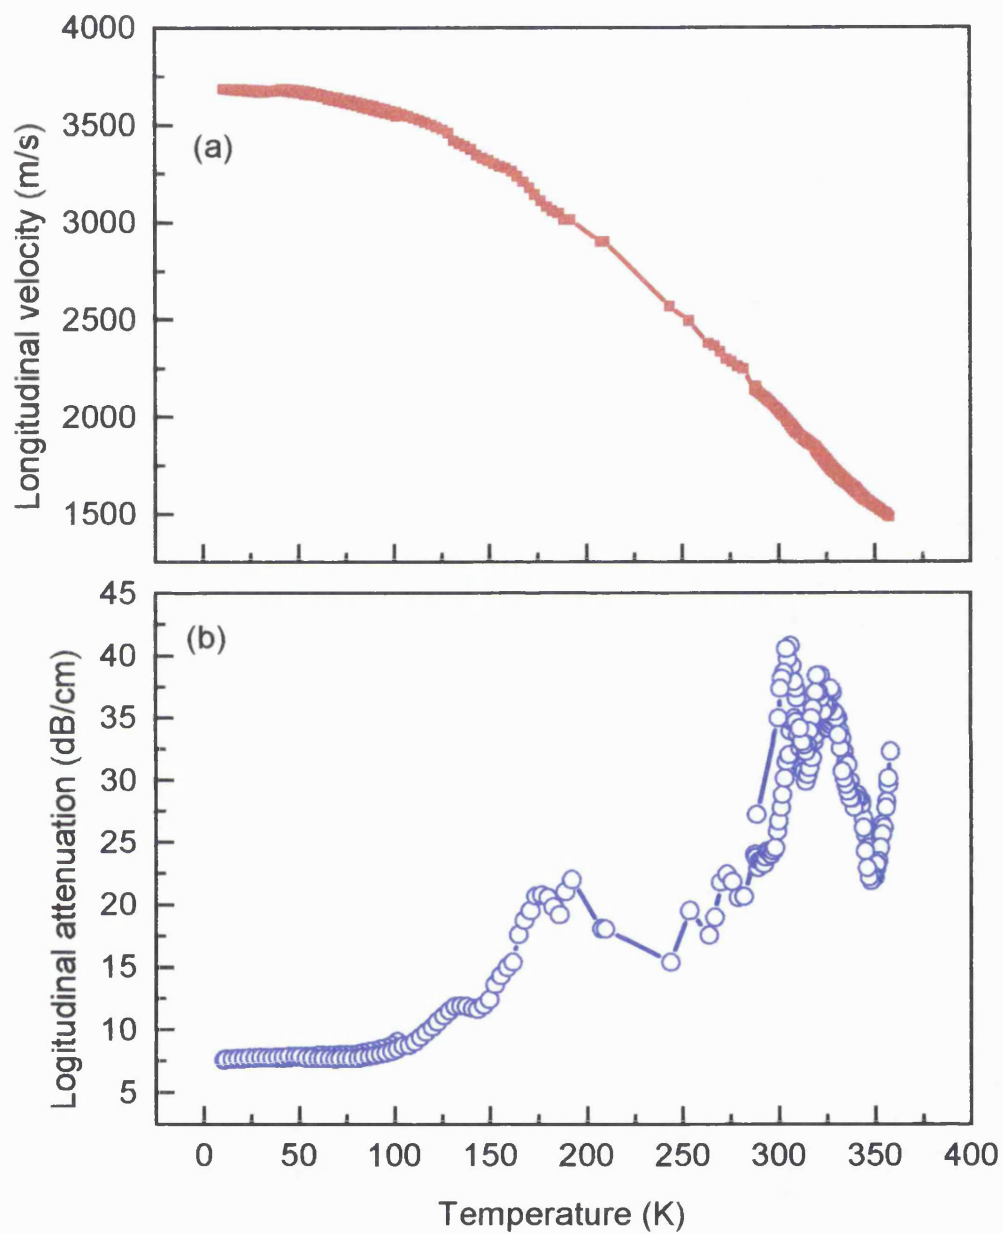 4000
3500
3000
2500
2000
1500
Longitudinal velocity (m/s)
(a)
45
40
35
30
25
20
15
10
5
Logitudinal attenuation (dB/cm)
(b)
0 50 100 150 200 250 300 350 400
Temperature (K)